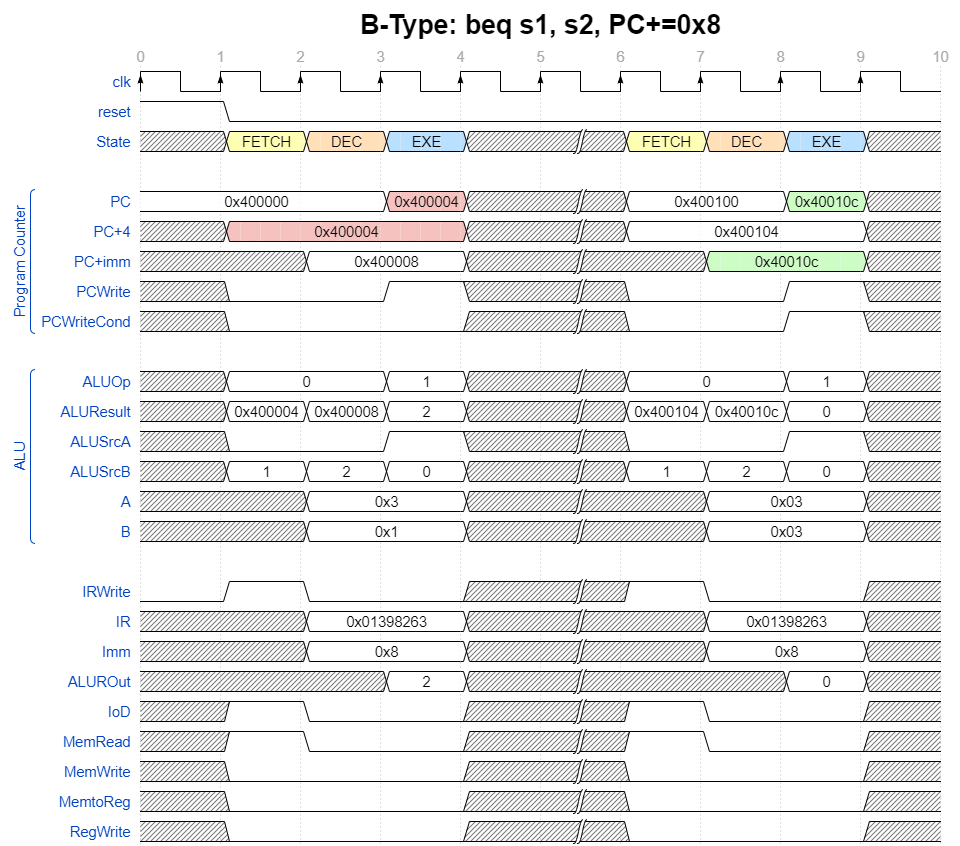 B-Type: beq s1, s2, PC+=0x8
0 1 2 3 4 5 6 7 8 9 10
clk
reset
State FETCH DEC EXE FETCH DEC EXE
Program Counter
PC 0x400000 0x400004 0x400100 0x40010c
PC+4 0x400004 0x400104
PC+imm 0x400008 0x40010c
PCWrite
PCWriteCond
ALU
ALUOp 0 1 0 1
ALUResult 0x400004 0x400008 2 0x400104 0x40010c 0
ALUSrcA
ALUSrcB 1 2 0 1 2 0
A 0x3 0x03
B 0x1 0x03
IRWrite
IR 0x01398263 0x01398263
Imm 0x8 0x8
ALUROut 2 0
IoD
MemRead
MemWrite
MemtoReg
RegWrite